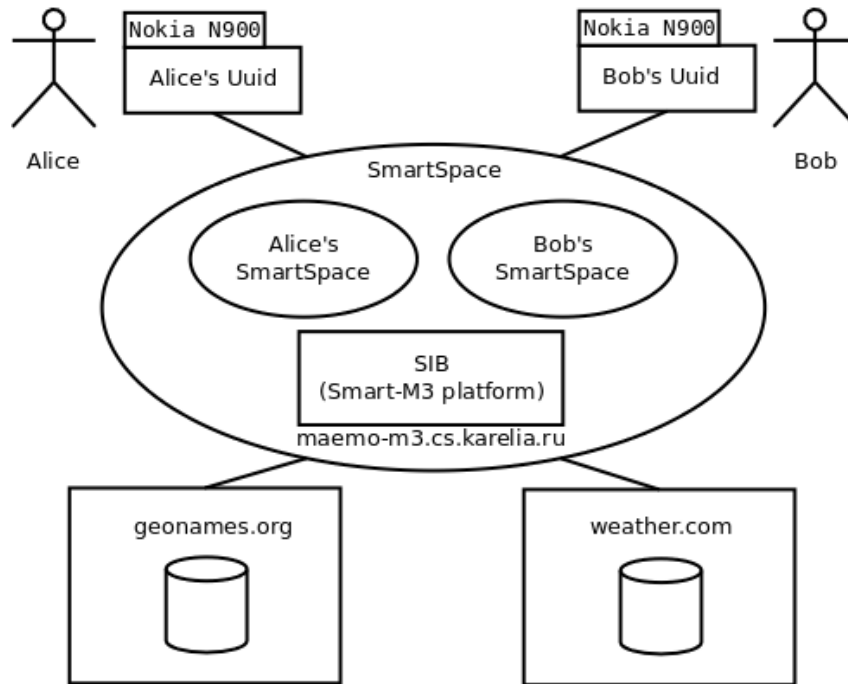 Nokia N900
Nokia N900
Alice's Uuid
Bob's Uuid
Alice
Bob
SmartSpace
Alice's
SmartSpace
Bob's
SmartSpace
SIB
(Smart-M3 platform)
maemo-m3.cs.karelia.ru
geonames.org
weather.com